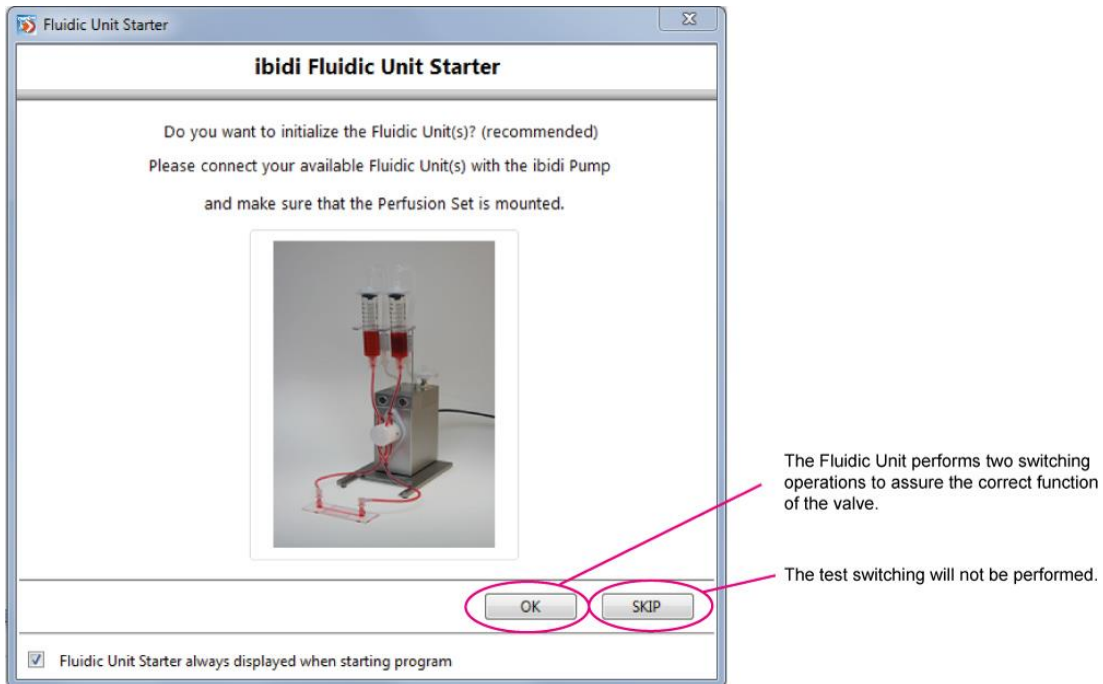 Fluidic Unit Starter
ibidi Fluidic Unit Starter
Do you want to initialize the Fluidic Unit(s)? (recommended)
Please connect your available Fluidic Unit(s) with the ibidi Pump
and make sure that the Perfusion Set is mounted.
The Fluidic Unit performs two switching
operations to assure the correct function
of the valve.
The test switching will not be performed.
OK
SKIP
Fluidic Unit Starter always displayed when starting program